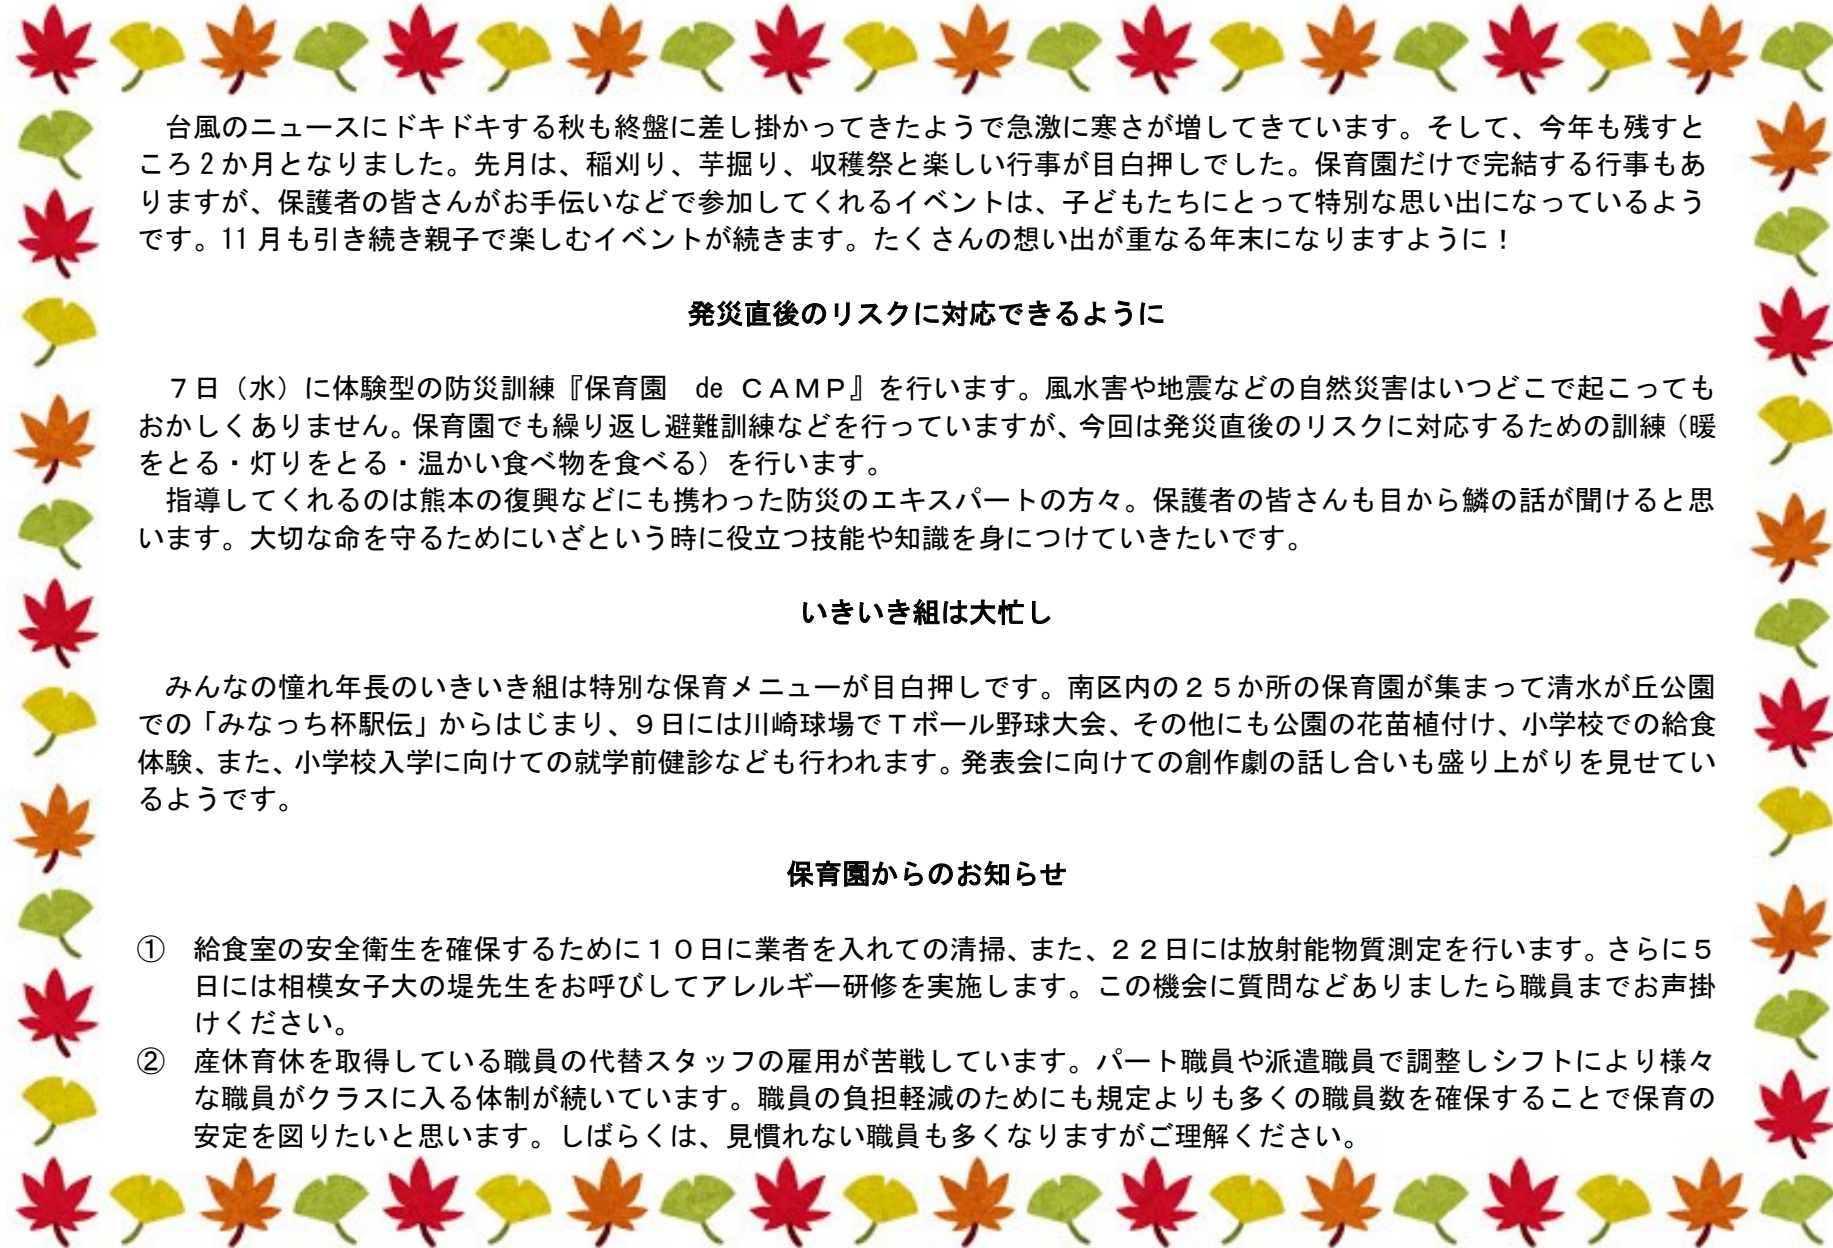 台風のニュースにドキドキする秋も終盤に差し掛かってきたようで急激に寒さが増してきています。そして、今年も残すと
ころ2か月となりました。先月は、稲刈り、芋掘り、収穫祭と楽しい行事が目白押しでした。保育園だけで完結する行事もあ
りますが、保護者の皆さんがお手伝いなどで参加してくれるイベントは、子どもたちにとって特別な思い出になっているよう
です。11月も引き続き親子で楽しむイベントが続きます。たくさんの想い出が重なる年末になりますように！
発災直後のリスクに対応できるように
７日（水）に体験型の防災訓練『保育園　de ＣＡＭＰ』を行います。風水害や地震などの自然災害はいつどこで起こっても
おかしくありません。保育園でも繰り返し避難訓練などを行っていますが、今回は発災直後のリスクに対応するための訓練（暖
をとる・灯りをとる・温かい食べ物を食べる）を行います。
指導してくれるのは熊本の復興などにも携わった防災のエキスパートの方々。保護者の皆さんも目から鱗の話が聞けると思
います。大切な命を守るためにいざという時に役立つ技能や知識を身につけていきたいです。
いきいき組は大忙し
みんなの憧れ年長のいきいき組は特別な保育メニューが目白押しです。南区内の２５か所の保育園が集まって清水が丘公園
での「みなっち杯駅伝」からはじまり、９日には川崎球場でＴボール野球大会、その他にも公園の花苗植付け、小学校での給食
体験、また、小学校入学に向けての就学前健診なども行われます。発表会に向けての創作劇の話し合いも盛り上がりを見せてい
るようです。
保育園からのお知らせ
①　給食室の安全衛生を確保するために１０日に業者を入れての清掃、また、２２日には放射能物質測定を行います。さらに５
日には相模女子大の堤先生をお呼びしてアレルギー研修を実施します。この機会に質問などありましたら職員までお声掛
けください。
②　産休育休を取得している職員の代替スタッフの雇用が苦戦しています。パート職員や派遣職員で調整しシフトにより様々
な職員がクラスに入る体制が続いています。職員の負担軽減のためにも規定よりも多くの職員数を確保することで保育の
安定を図りたいと思います。しばらくは、見慣れない職員も多くなりますがご理解ください。